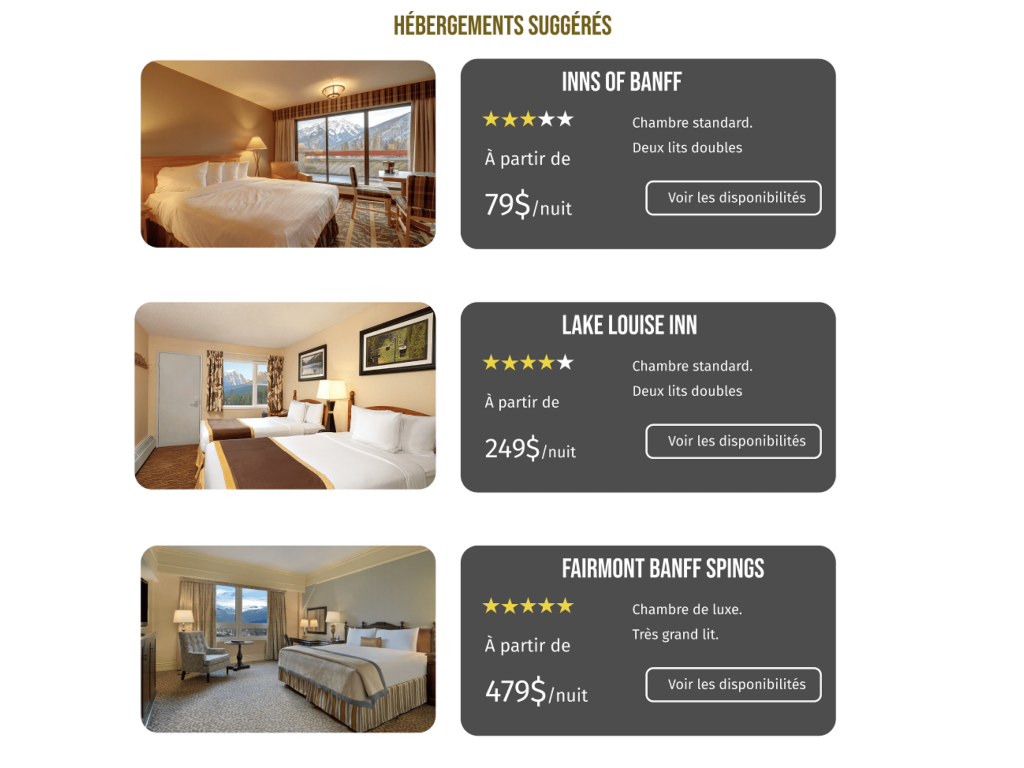 HÉBERGEMENTS SUGGÉRÉS
INNS OF BANFF
Chambre standard.
Deux lits doubles
À partir de
79$/nuit
Voir les disponibilités
LAKE LOUISE INN
Chambre standard.
Deux lits doubles
À partir de
249$/nuit
Voir les disponibilités
FAIRMONT BANFF SPINGS
Chambre de luxe.
Très grand lit.
À partir de
479$/nuit
Voir les disponibilités